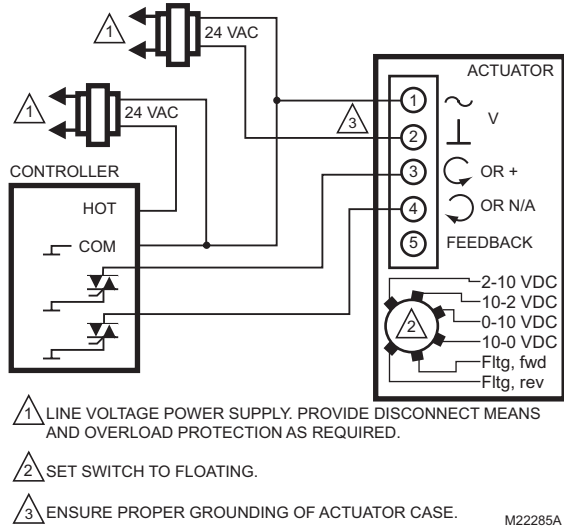 1
24 VAC
1
24 VAC
CONTROLLER
HOT
COM
3
ACTUATOR
1
V
2
3
OR +
4
OR N/A
5
FEEDBACK
2
2-10 VDC
10-2 VDC
0-10 VDC
10-0 VDC
Fltg, fwd
Fltg, rev
1 LINE VOLTAGE POWER SUPPLY. PROVIDE DISCONNECT MEANS
AND OVERLOAD PROTECTION AS REQUIRED.
2 SET SWITCH TO FLOATING.
3 ENSURE PROPER GROUNDING OF ACTUATOR CASE.
M22285A